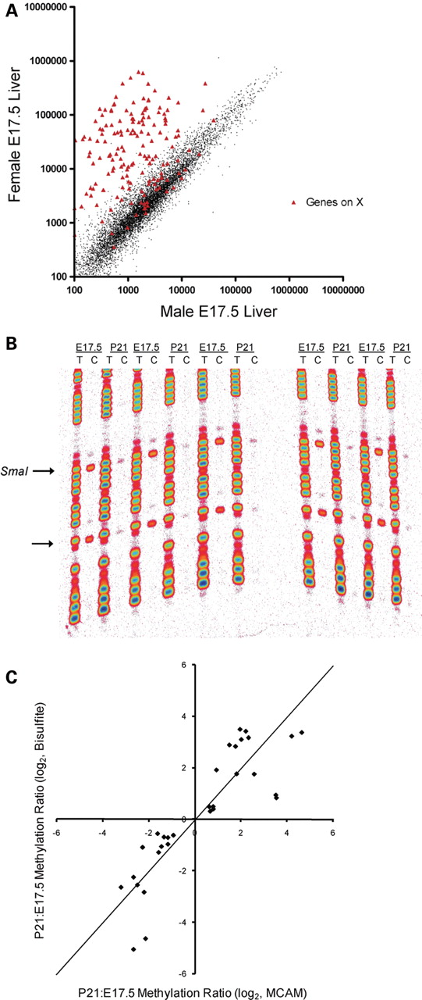 A
10000000
1000000
100000
10000
1000
100
Female E17.5 Liver
Genes on X
100 1000 10000 100000 1000000 10000000
Male E17.5 Liver
B
E17.5 P21 E17.5 P21 E17.5 P21 E17.5 P21 E17.5 P21
T C T C T C T C T C T C T C T C T C T C
SmaI
C
6
4
2
0
-2
-4
-6
-6 -4 -2 0 2 4 6
P21:E17.5 Methylation Ratio (log2, Bisulfite)
P21:E17.5 Methylation Ratio (log2, MCAM)